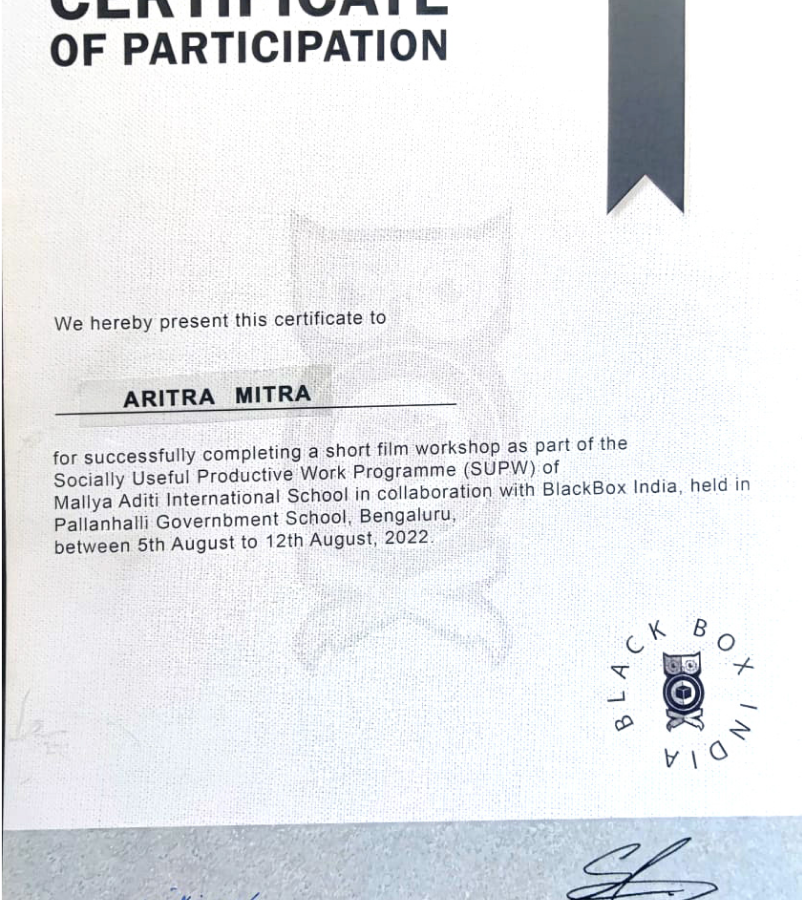 CERTIFICATE
OF PARTICIPATION
We hereby present this certificate to
ARITRA MITRA
for successfully completing a short film workshop as part of the
Socially Useful Productive Work Programme (SUPW) of
Mallya Aditi International School in collaboration with BlackBox India, held in
Pallanhalli Governbment School, Bengaluru,
between 5th August to 12th August, 2022.
BLACK BOX INDIA